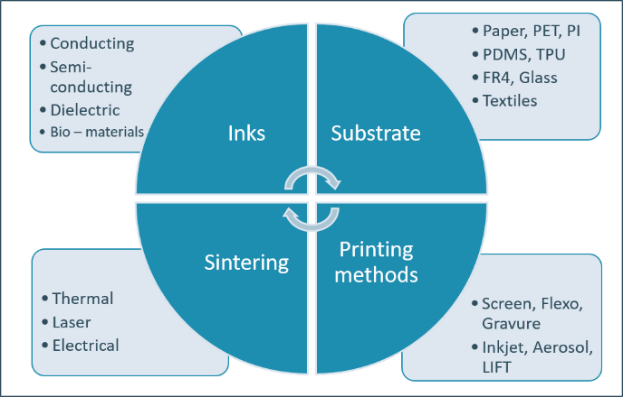 • Conducting
• Semi-
conducting
• Dielectric
• Bio – materials
Inks
• Paper, PET, PI
• PDMS, TPU
• FR4, Glass
• Textiles
Substrate
Sintering
• Thermal
• Laser
• Electrical
Printing
methods
• Screen, Flexo,
Gravure
• Inkjet, Aerosol,
LIFT